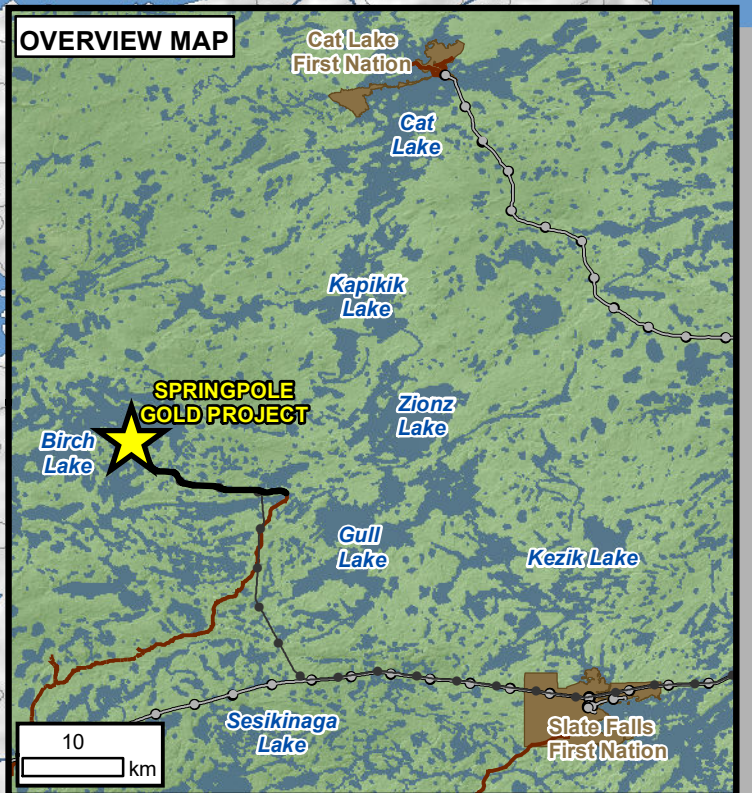 OVERVIEW MAP
Cat Lake
First Nation
Cat
Lake
Kapikik
Lake
SPRINGPOLE
GOLD PROJECT
Zionz
Lake
Birch
Lake
Gull
Lake
Kezik Lake
Sesikinaga
Lake
Slate Falls
First Nation
10
km